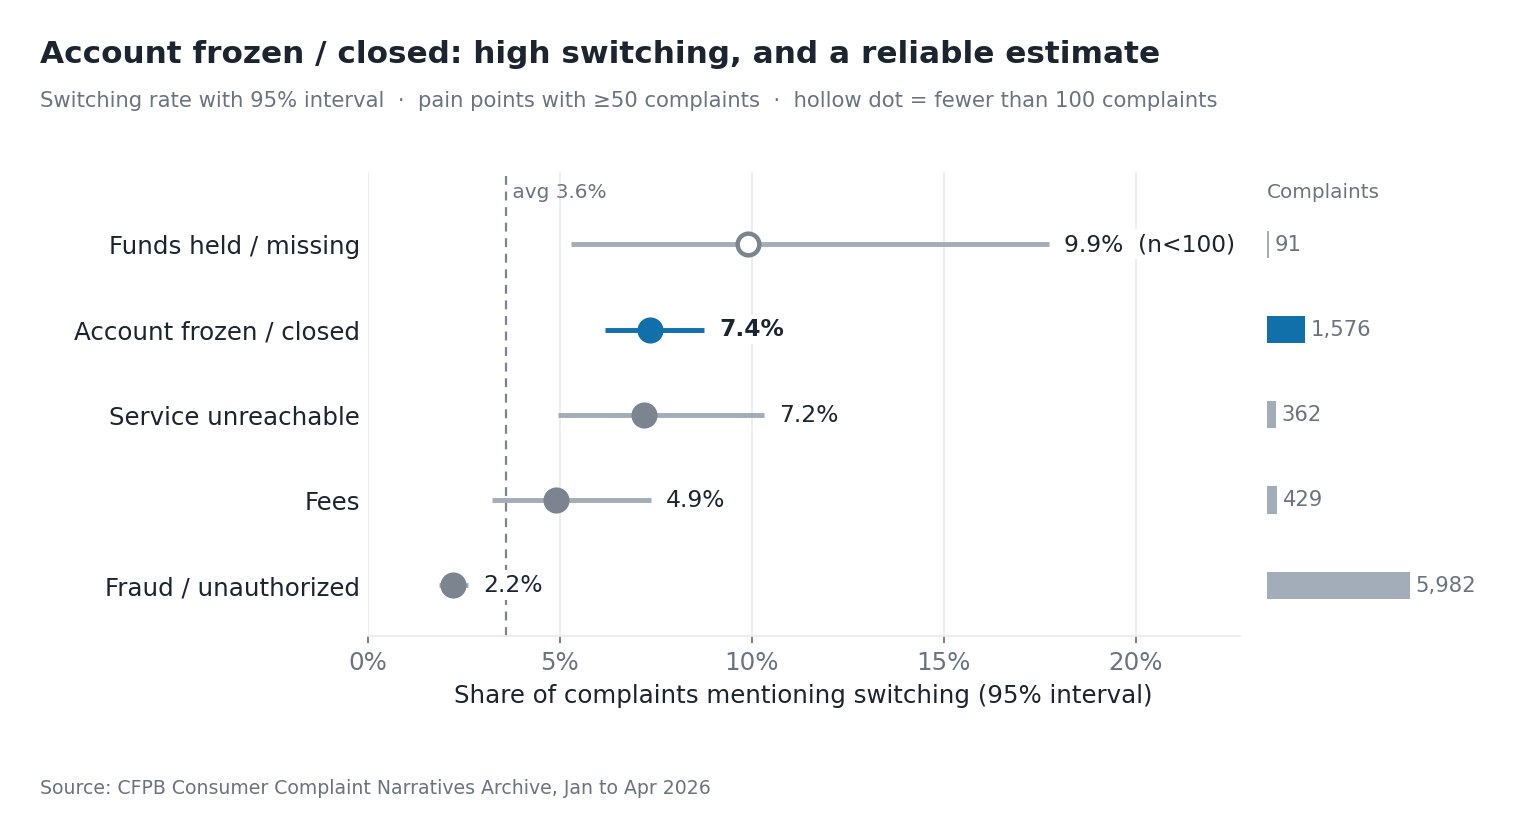 Account frozen / closed: high switching, and a reliable estimate
Switching rate with 95% interval · pain points with ≥50 complaints · hollow dot = fewer than 100 complaints
avg 3.6%
Complaints
Funds held / missing
9.9% (n<100)
91
Account frozen / closed
7.4%
1,576
Service unreachable
7.2%
362
Fees
4.9%
429
Fraud / unauthorized
2.2%
5,982
0%
5%
10%
15%
20%
Share of complaints mentioning switching (95% interval)
Source: CFPB Consumer Complaint Narratives Archive, Jan to Apr 2026